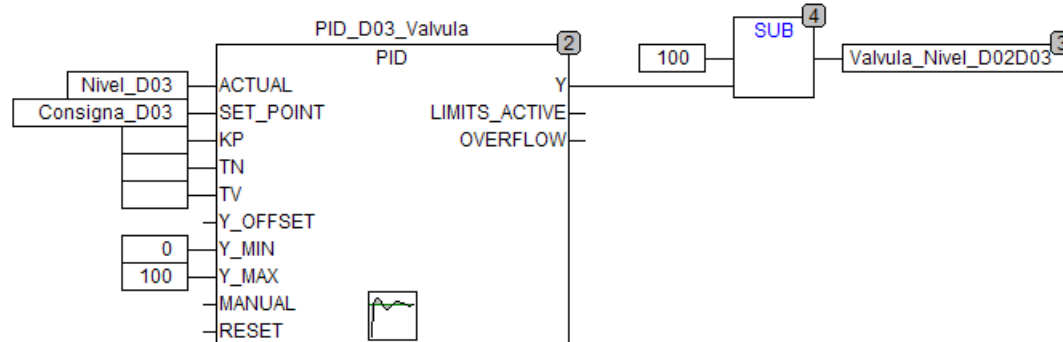 PID_D03_Valvula
2
PID
Nivel_D03
ACTUAL
Y
Consigna_D03
SET_POINT
LIMITS_ACTIVE
KP
OVERFLOW
TN
TV
Y_OFFSET
0
Y_MIN
100
Y_MAX
MANUAL
RESET
4
SUB
100
Valvula_Nivel_D02D03
3